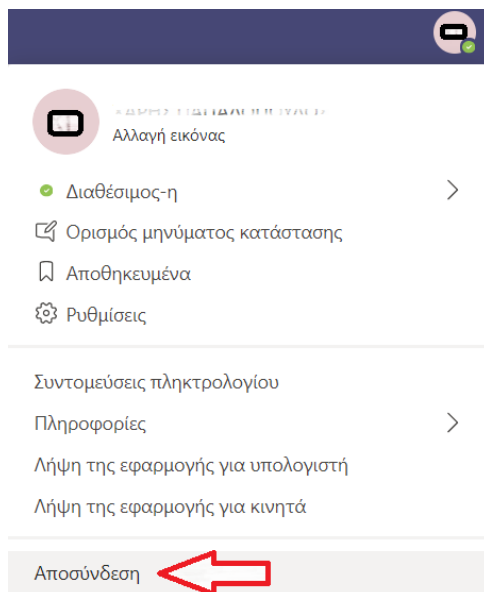 Αλλαγή εικόνας
Διαθέσιμος-η
Ορισμός μηνύματος κατάστασης
Αποθηκευμένα
Ρυθμίσεις
Συντομεύσεις πληκτρολογίου
Πληροφορίες
Λήψη της εφαρμογής για υπολογιστή
Λήψη της εφαρμογής για κινητά
Αποσύνδεση